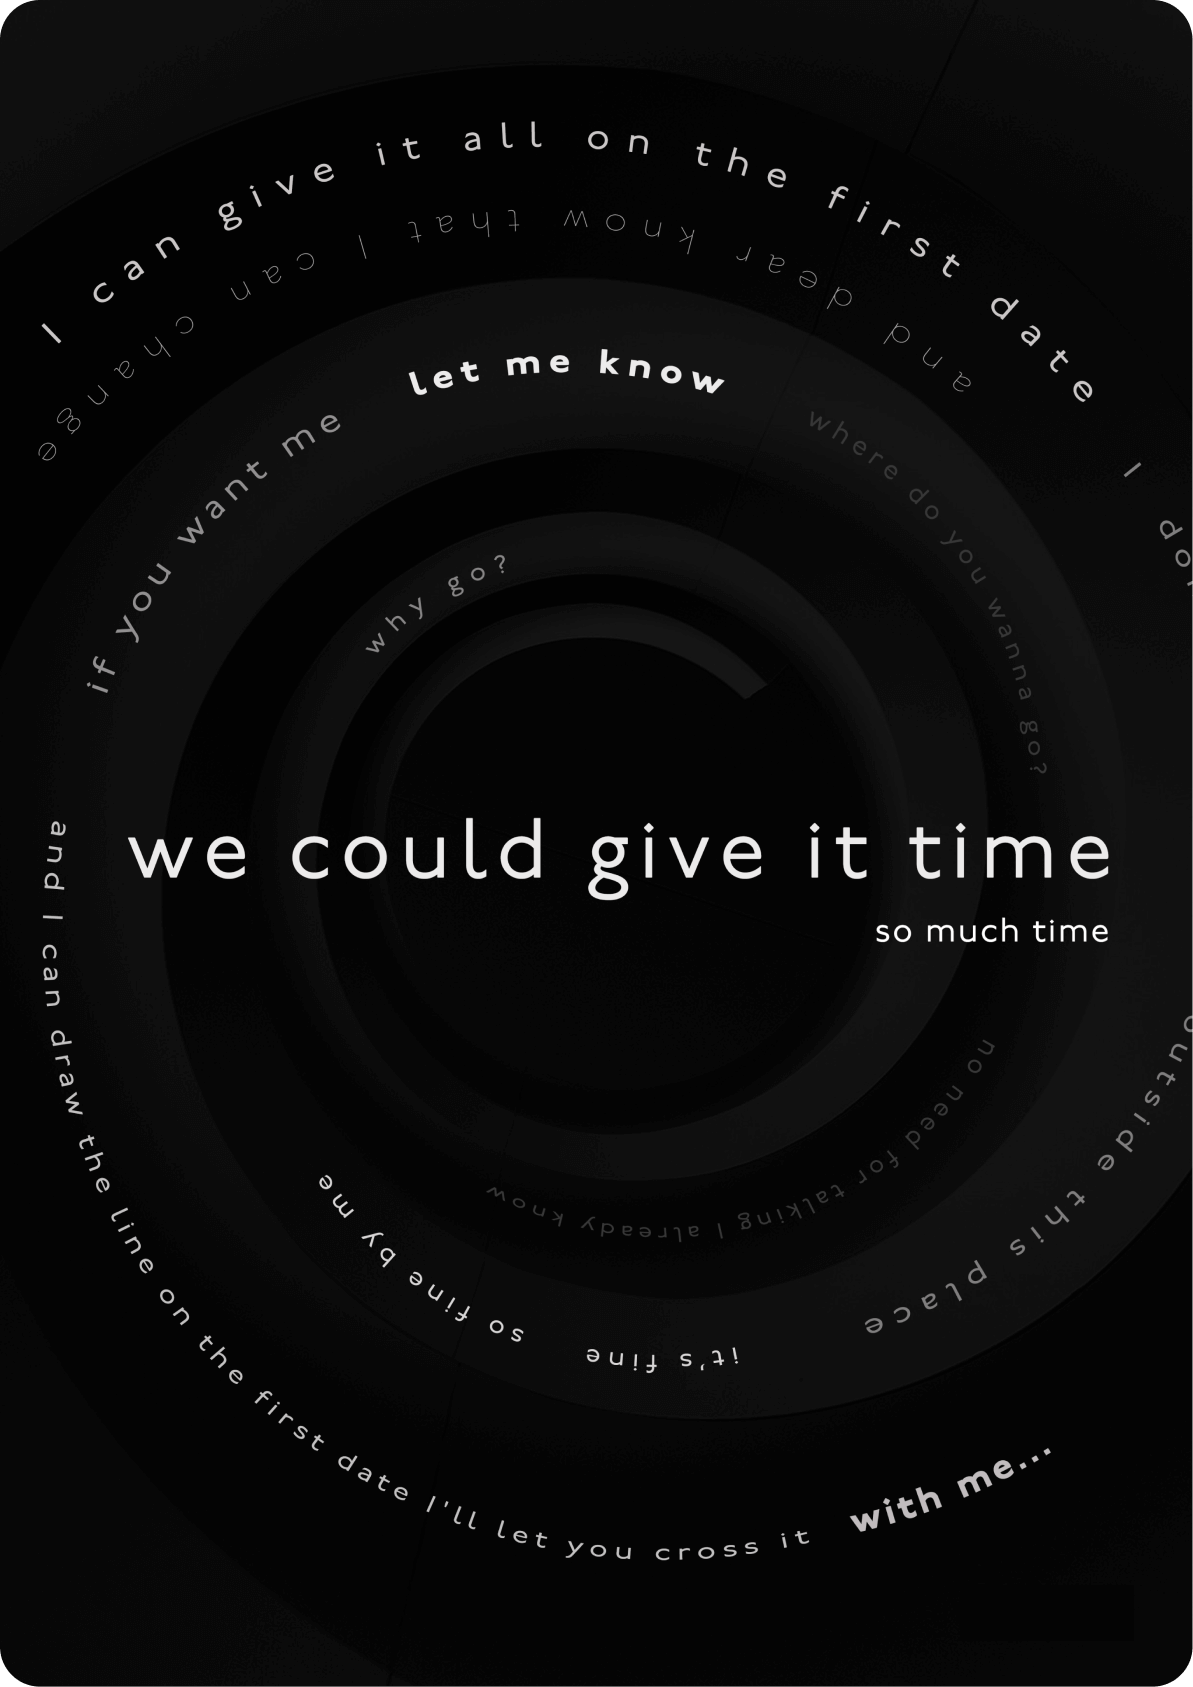 I can give it all on the first date
I do
outside this place
and dear know that I can change
let me know
if you want me
where do you wanna go?
why go?
we could give it time
so much time
no need for talking I already know
it's fine
so fine by me
and I can draw the line on the first date I'll let you cross it
with me...